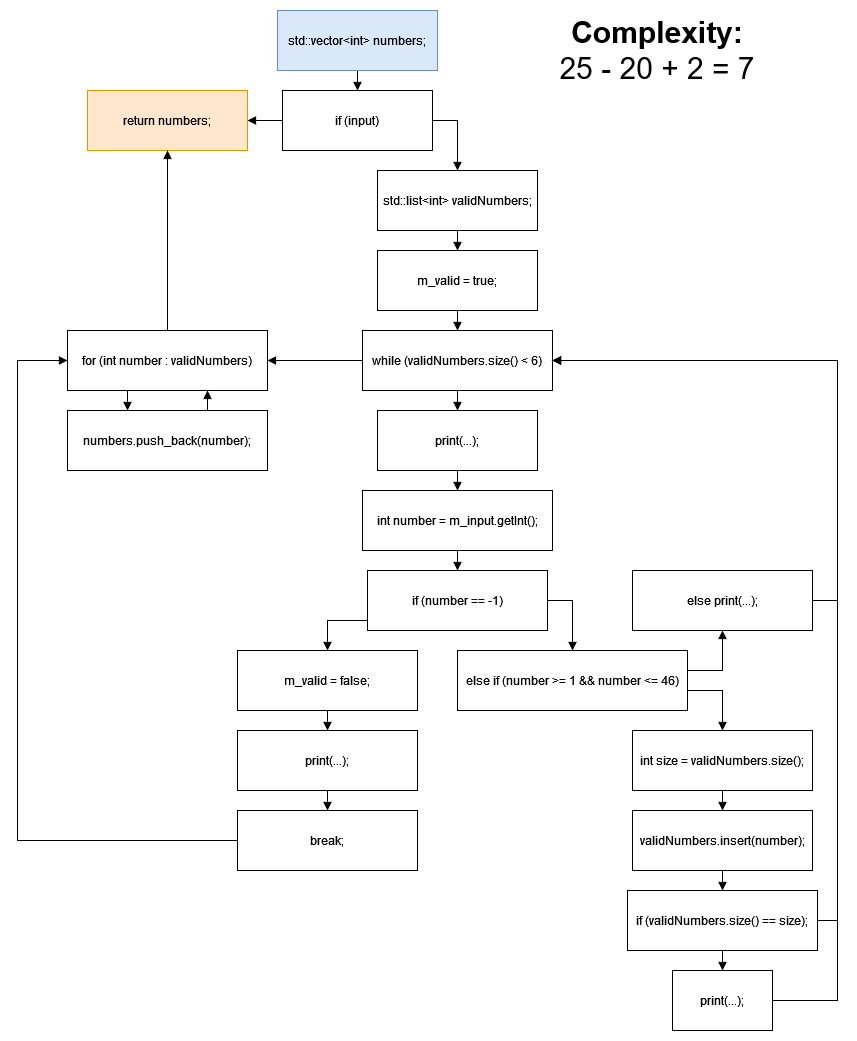 std::vector<int> numbers;
Complexity:
25 - 20 + 2 = 7
return numbers;
if (input)
std::list<int> validNumbers;
m_valid = true;
for (int number : validNumbers)
while (validNumbers.size() < 6)
numbers.push_back(number);
print(...);
int number = m_input.getInt();
if (number == -1)
else print(...);
m_valid = false;
else if (number >= 1 && number <= 46)
print(...);
int size = validNumbers.size();
break;
validNumbers.insert(number);
if (validNumbers.size() == size);
print(...);